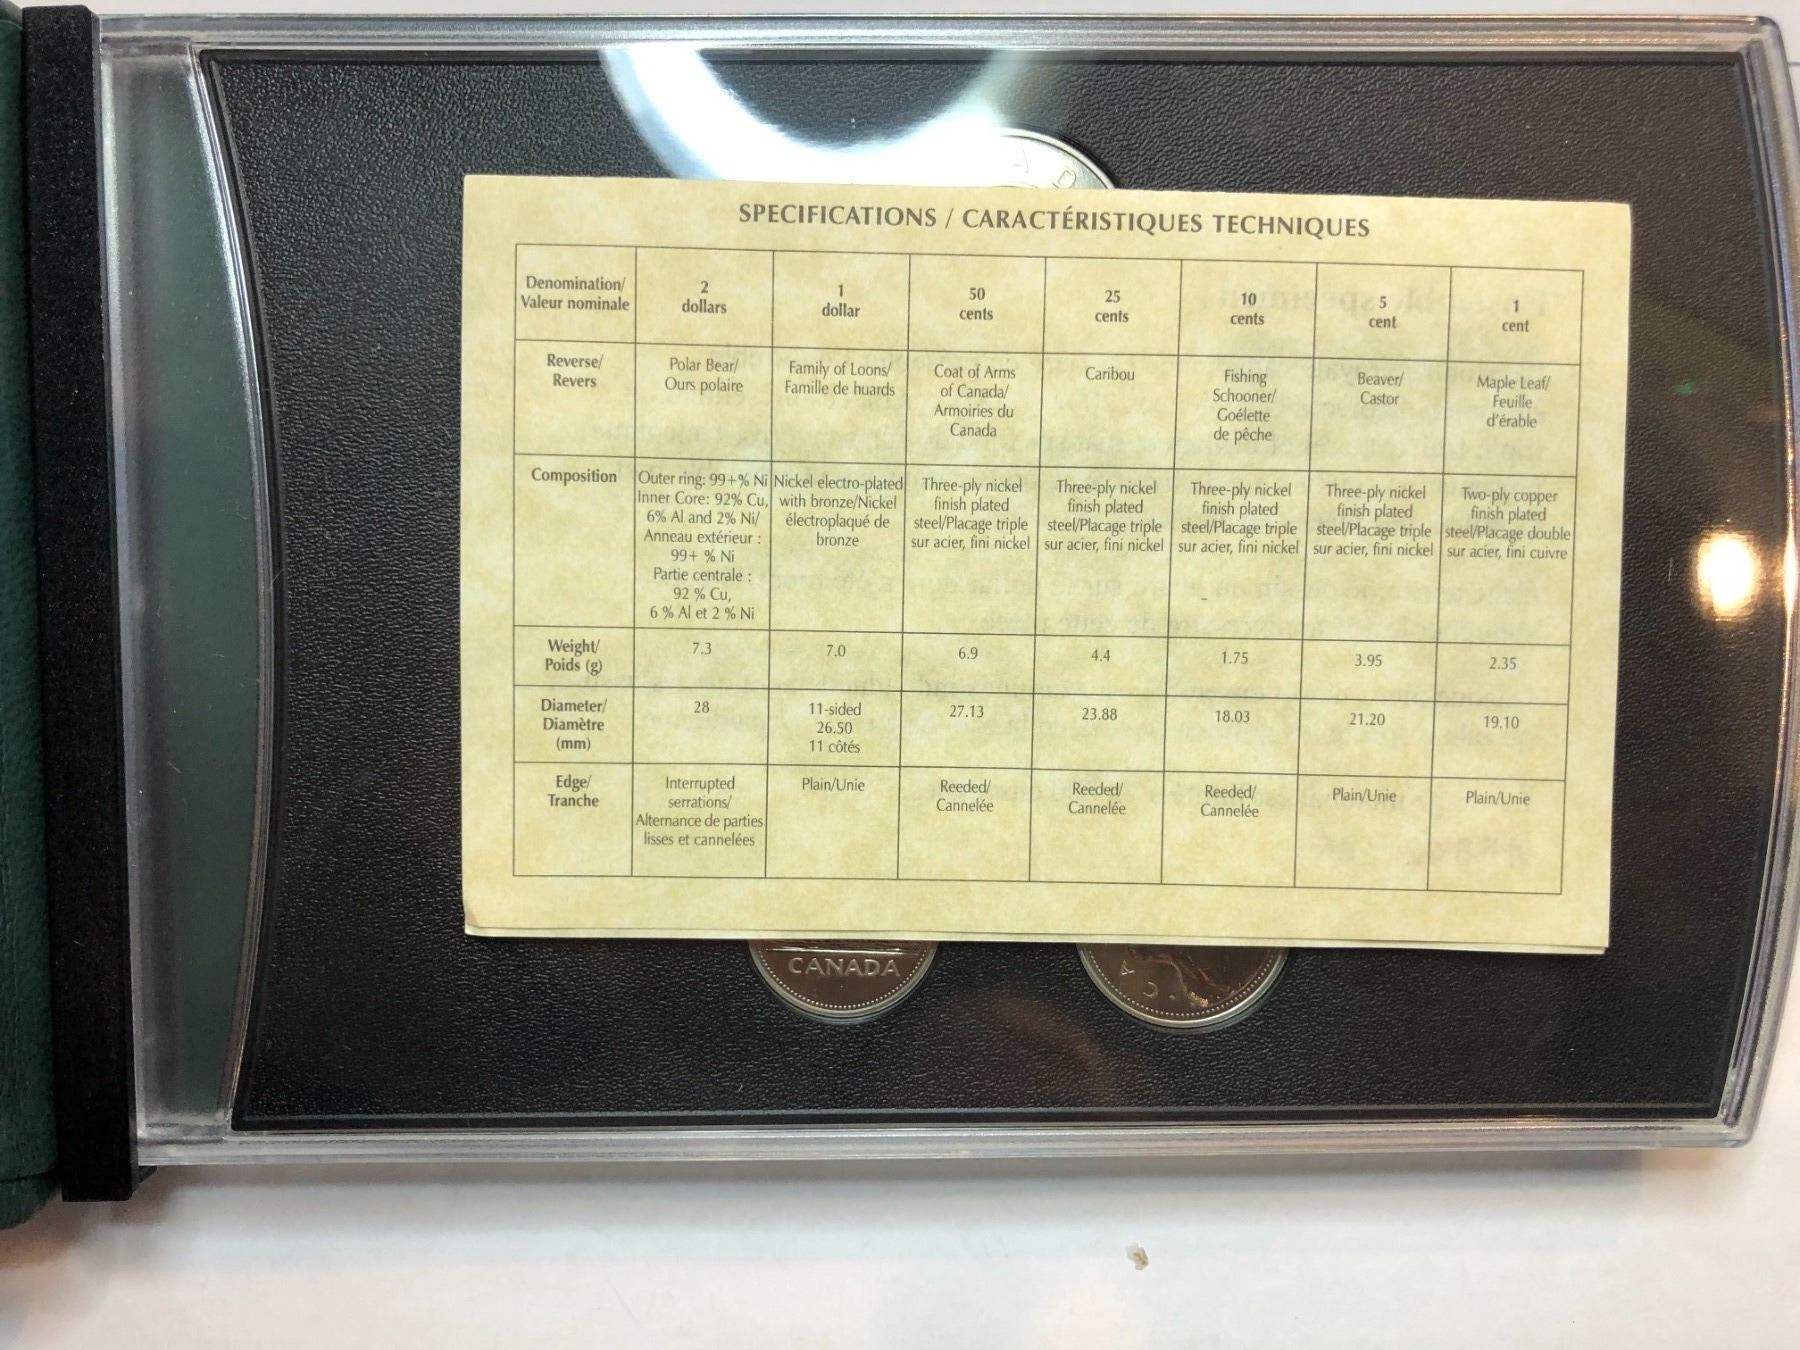 SPECIFICATIONS / CARACTÉRISTIQUES TECHNIQUES
Denomination/
Valeur nominale
2
dollars
1
dollar
50
cents
25
cents
10
cents
5
cent
1
cent
Reverse/
Revers
Polar Bear/
Ours polaire
Family of Loons/
Famille de huards
Coat of Arms
of Canada/
Armoiries du
Canada
Caribou
Fishing
Schooner/
Goélette
de pêche
Beaver/
Castor
Maple Leaf/
Feuille
d'érable
Composition
Outer ring: 99+% Ni
Inner Core: 92% Cu,
6% Al and 2% Ni/
Anneau extérieur :
99+ % Ni
Partie centrale :
92 % Cu,
6 % Al et 2 % Ni
Nickel electro-plated
with bronze/Nickel
électroplaqué de
bronze
Three-ply nickel
finish plated
steel/Placage triple
sur acier, fini nickel
Three-ply nickel
finish plated
steel/Placage triple
sur acier, fini nickel
Three-ply nickel
finish plated
steel/Placage triple
sur acier, fini nickel
Three-ply nickel
finish plated
steel/Placage triple
sur acier, fini nickel
Two-ply copper
finish plated
steel/Placage double
sur acier, fini cuivre
Weight/
Poids (g)
7.3
7.0
6.9
4.4
1.75
3.95
2.35
Diameter/
Diamètre
(mm)
28
11-sided
26.50
11 côtés
27.13
23.88
18.03
21.20
19.10
Edge/
Tranche
Interrupted
serrations/
Alternance de parties
lisses et cannelées
Plain/Unie
Reeded/
Cannelée
Reeded/
Cannelée
Reeded/
Cannelée
Plain/Unie
Plain/Unie
CANADA